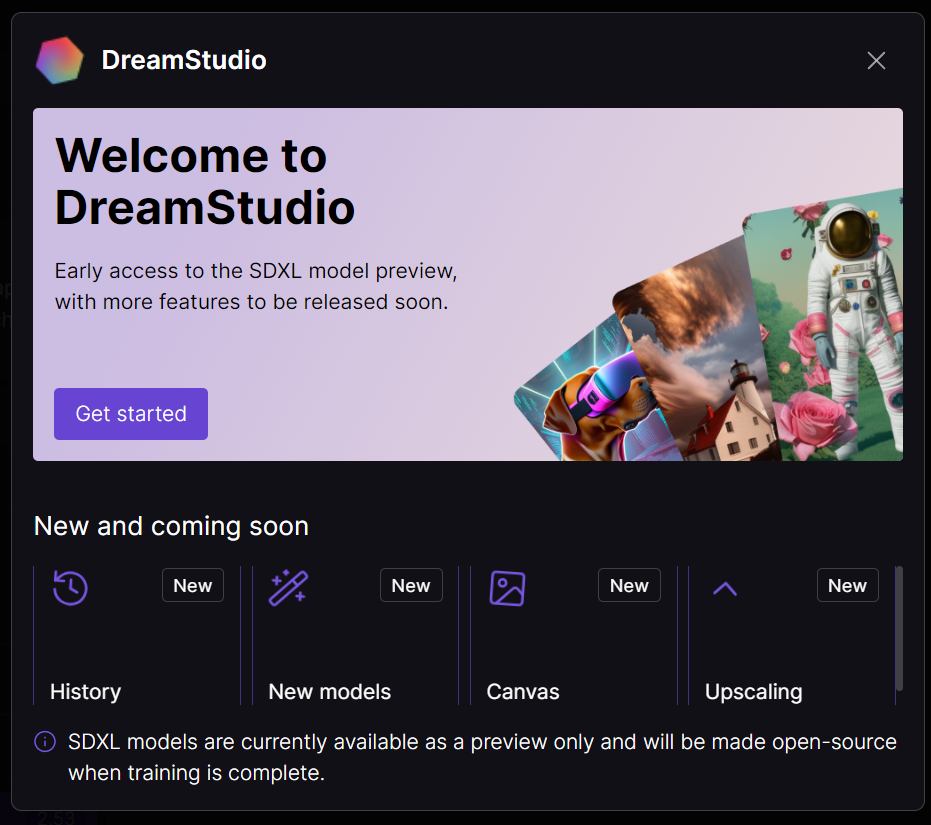 DreamStudio
Welcome to
DreamStudio
Early access to the SDXL model preview,
with more features to be released soon.
Get started
New and coming soon
New
New
New
New
History
New models
Canvas
Upscaling
SDXL models are currently available as a preview only and will be made open-source
when training is complete.
2.53